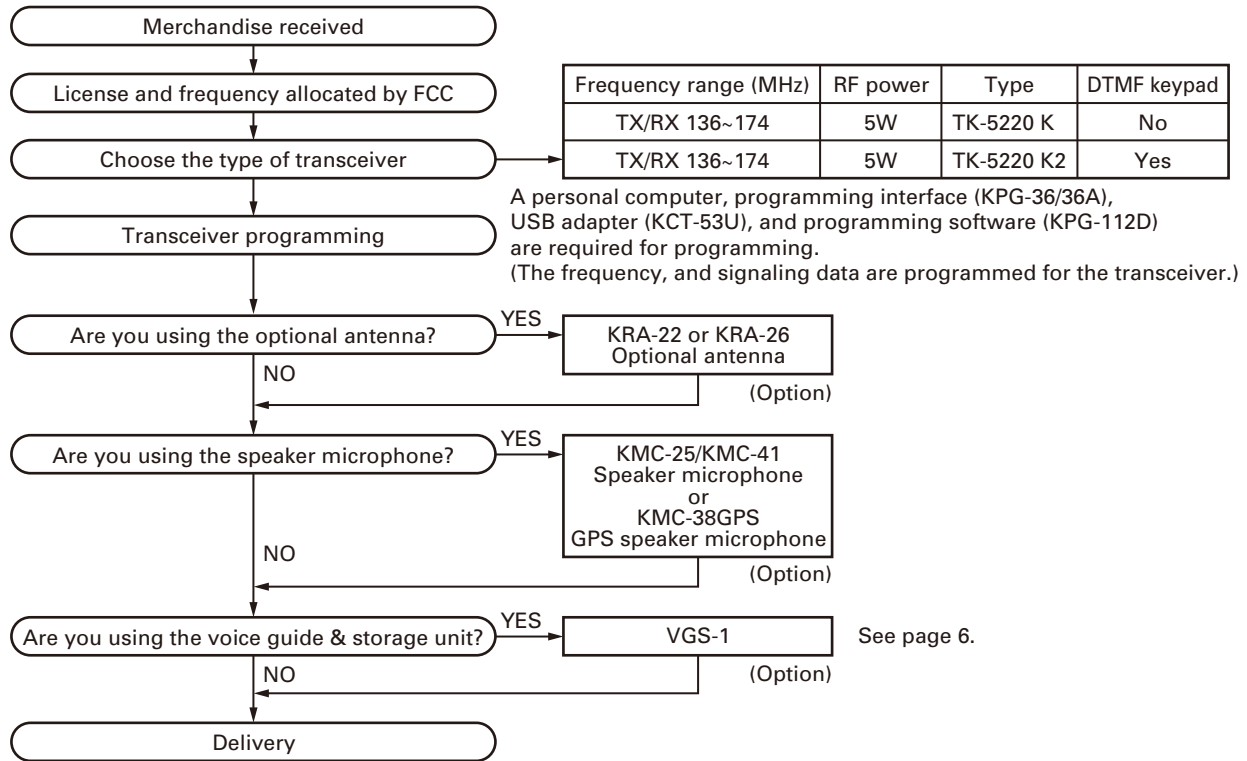 Merchandise received
License and frequency allocated by FCC
Choose the type of transceiver
Frequency range (MHz) RF power Type DTMF keypad
TX/RX 136~174 5W TK-5220 K No
TX/RX 136~174 5W TK-5220 K2 Yes
Transceiver programming
A personal computer, programming interface (KPG-36/36A),
USB adapter (KCT-53U), and programming software (KPG-112D)
are required for programming.
(The frequency, and signaling data are programmed for the transceiver.)
Are you using the optional antenna?
YES
KRA-22 or KRA-26
Optional antenna
(Option)
NO
Are you using the speaker microphone?
YES
KMC-25/KMC-41
Speaker microphone
or
KMC-38GPS
GPS speaker microphone
(Option)
NO
Are you using the voice guide & storage unit?
YES
VGS-1
See page 6.
(Option)
NO
Delivery